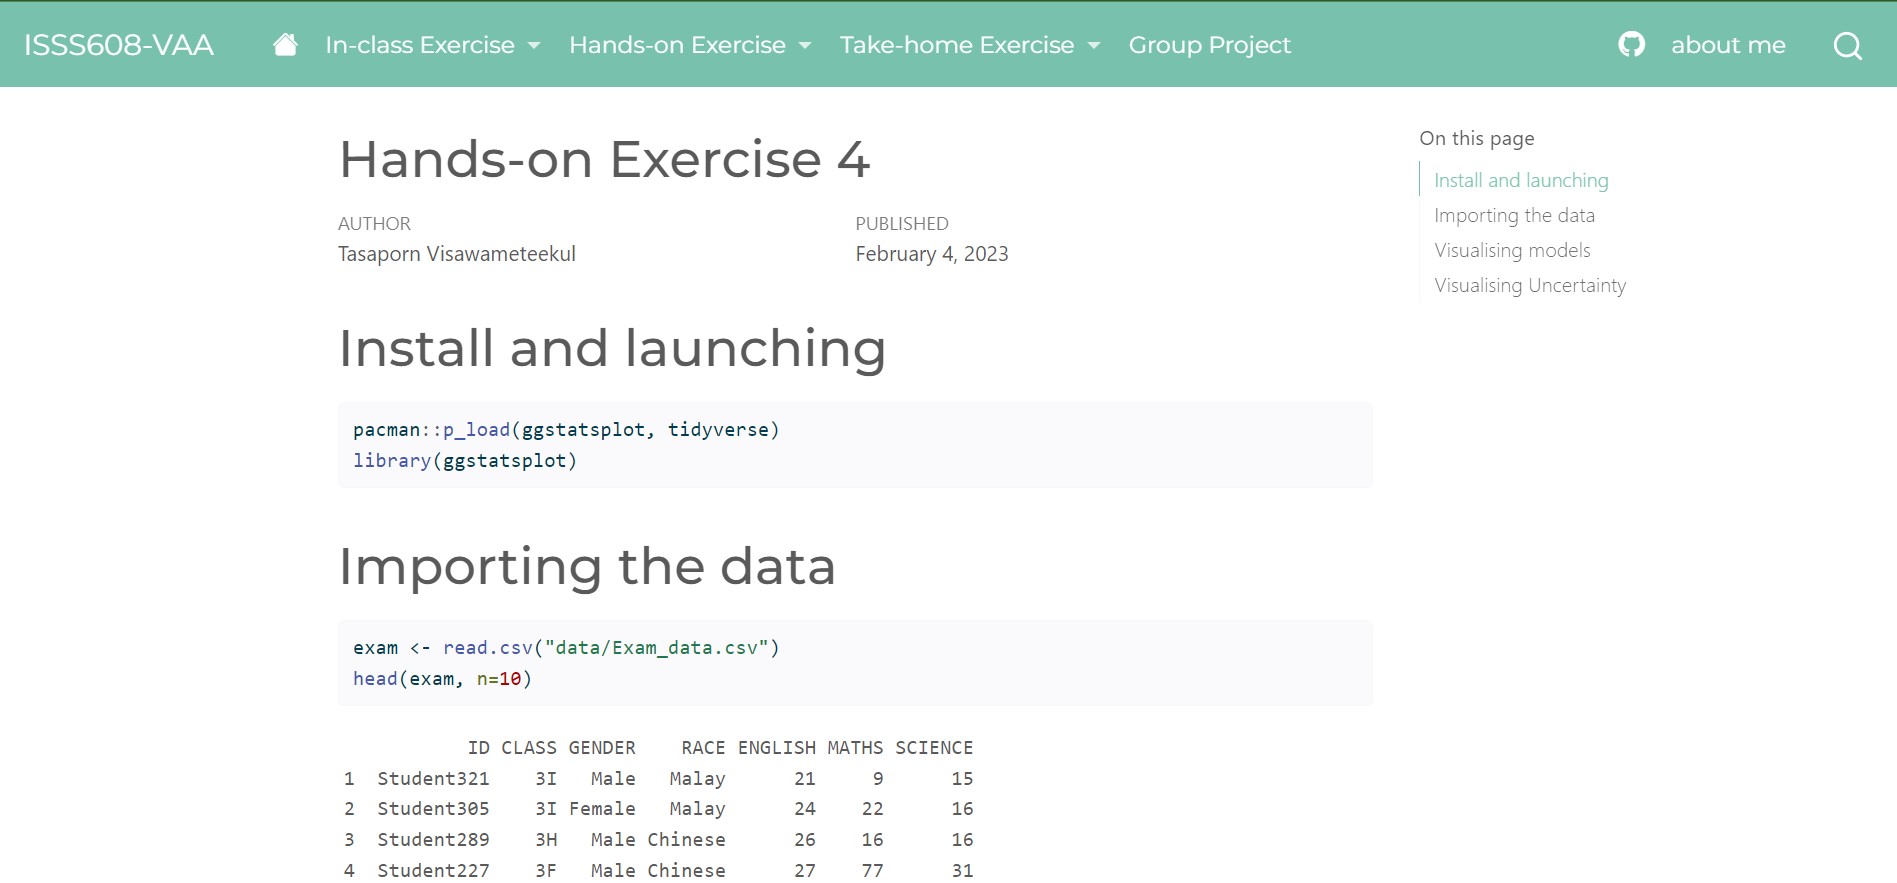 ISSS608-VAA In-class Exercise Hands-on Exercise Take-home Exercise Group Project about me
Hands-on Exercise 4
AUTHOR PUBLISHED
Tasaporn Visawameteekul February 4, 2023
On this page
Install and launching
Importing the data
Visualising models
Visualising Uncertainty
Install and launching
pacman::p_load(ggstatsplot, tidyverse)
library(ggstatsplot)
Importing the data
exam <- read.csv("data/Exam_data.csv")
head(exam, n=10)
ID CLASS GENDER RACE ENGLISH MATHS SCIENCE
1 Student321 3I Male Malay 21 9 15
2 Student305 3I Female Malay 24 22 16
3 Student289 3H Male Chinese 26 16 16
4 Student227 3F Male Chinese 27 77 31